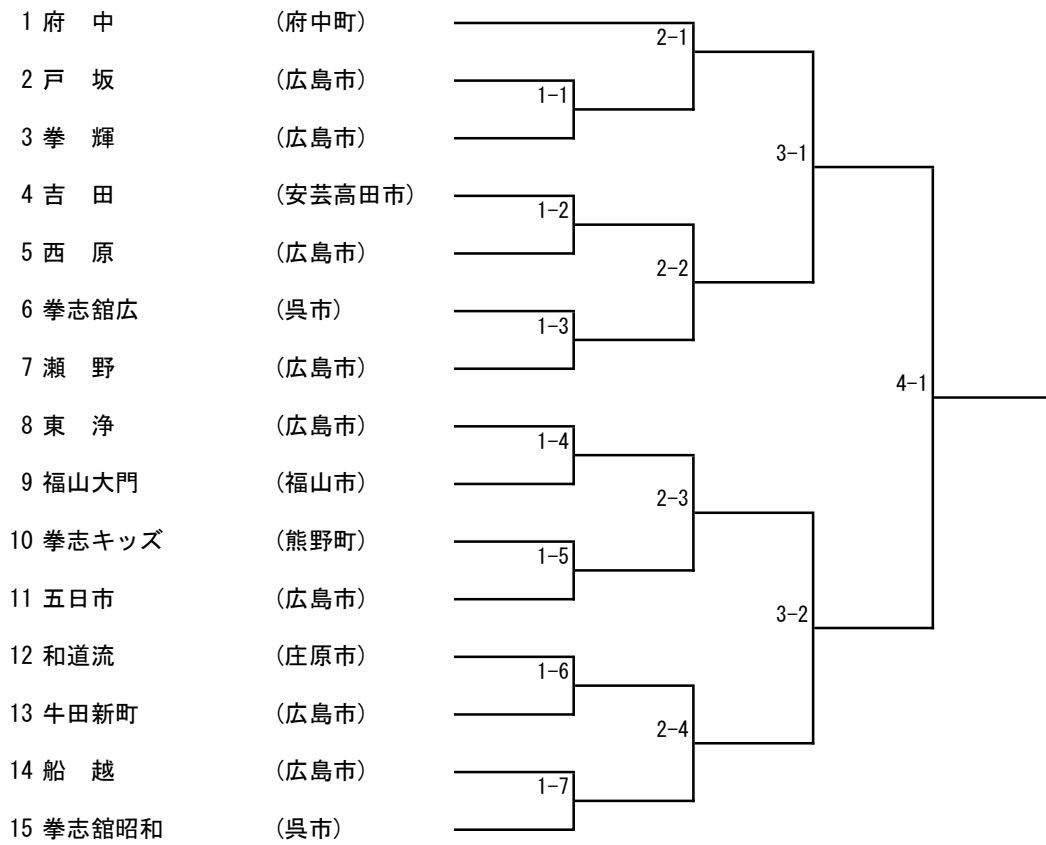 1 府　中 (府中町)
2-1
2 戸　坂 (広島市)
1-1
3 拳　輝 (広島市)
3-1
4 吉　田 (安芸高田市)
1-2
5 西　原 (広島市)
2-2
6 拳志舘広 (呉市)
1-3
7 瀬　野 (広島市)
4-1
8 東　浄 (広島市)
1-4
9 福山大門 (福山市)
2-3
10 拳志キッズ (熊野町)
1-5
11 五日市 (広島市)
3-2
12 和道流 (庄原市)
1-6
13 牛田新町 (広島市)
2-4
14 船　越 (広島市)
1-7
15 拳志舘昭和 (呉市)